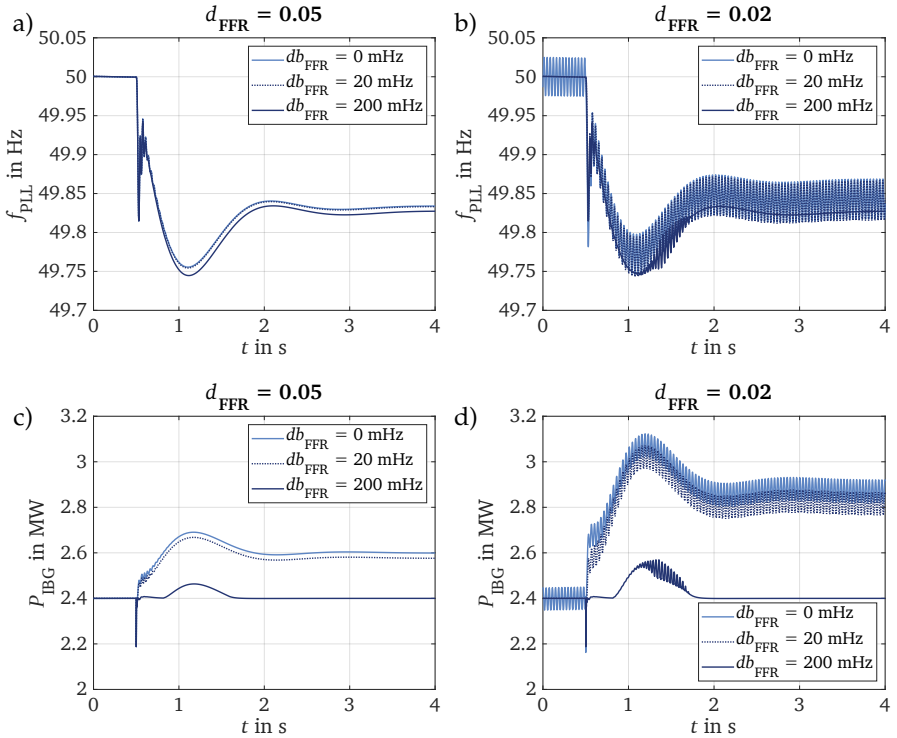 a)
d_FFR = 0.05
50.05
50
49.95
49.9
49.85
49.8
49.75
49.7
f_PLL in Hz
db_FFR = 0 mHz
db_FFR = 20 mHz
db_FFR = 200 mHz
0 1 2 3 4
t in s
b)
d_FFR = 0.02
50.05
50
49.95
49.9
49.85
49.8
49.75
49.7
f_PLL in Hz
db_FFR = 0 mHz
db_FFR = 20 mHz
db_FFR = 200 mHz
0 1 2 3 4
t in s
c)
d_FFR = 0.05
3.2
3
2.8
2.6
2.4
2.2
2
P_IBG in MW
db_FFR = 0 mHz
db_FFR = 20 mHz
db_FFR = 200 mHz
0 1 2 3 4
t in s
d)
d_FFR = 0.02
3.2
3
2.8
2.6
2.4
2.2
2
P_IBG in MW
db_FFR = 0 mHz
db_FFR = 20 mHz
db_FFR = 200 mHz
0 1 2 3 4
t in s